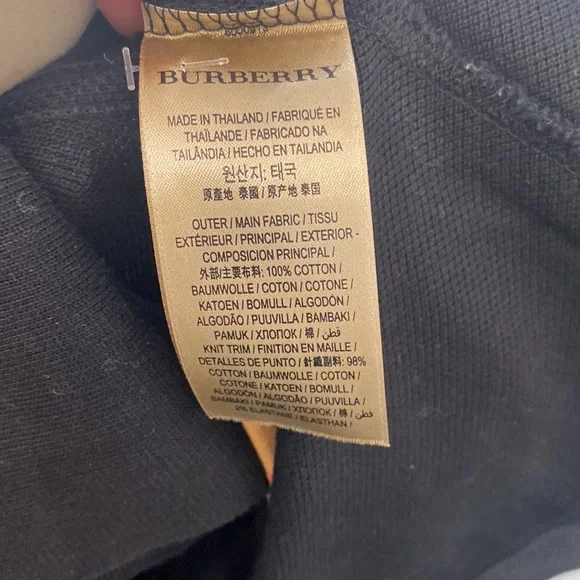 BURBERRY
MADE IN THAILAND / FABRIQUÉ EN
THAÏLANDE / FABRICADO NA
TAILÂNDIA / HECHO EN TAILANDIA
원산지: 태국
原產地 泰國 / 原产地 泰国
OUTER / MAIN FABRIC / TISSU
EXTÉRIEUR / PRINCIPAL / EXTERIOR -
COMPOSICION PRINCIPAL /
外部/主要布料: 100% COTTON /
BAUMWOLLE / COTON / COTONE /
KATOEN / BOMULL / ALGODÓN /
ALGODÃO / PUUVILLA / BAMBAKI /
PAMUK / ХЛОПОК / 棉 / قطن /
KNIT TRIM / FINITION EN MAILLE /
DETALLES DE PUNTO / 針織副料: 98%
COTTON / BAUMWOLLE / COTON /
COTONE / KATOEN / BOMULL /
ALGODÓN / ALGODÃO / PUUVILLA /
BAMBAKI / PAMUK / ХЛОПОК / 棉 / قطن /
2% ELASTANE / ELASTHAN /